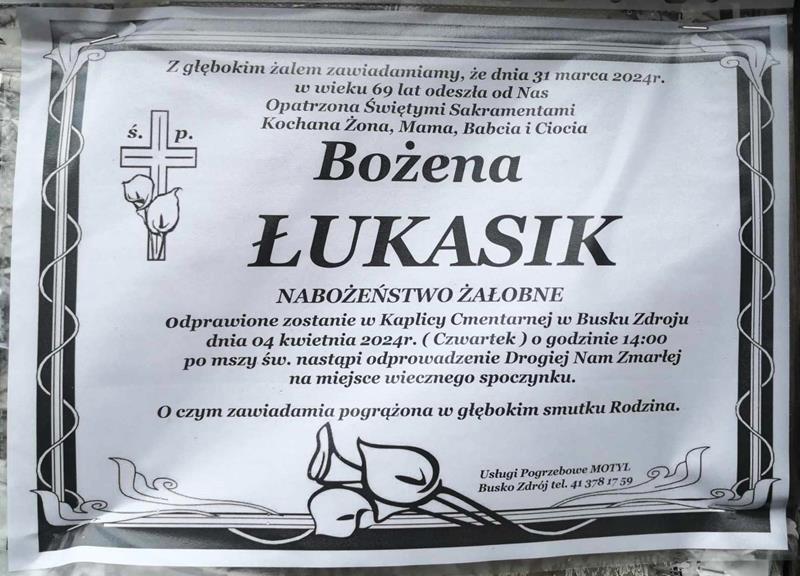 Z głębokim żalem zawiadamiamy, że dnia 31 marca 2024r.
w wieku 69 lat odeszła od Nas
Opatrzona Świętymi Sakramentami
Kochana Żona, Mama, Babcia i Ciocia
ś. p.
Bożena
ŁUKASIK
NABOŻEŃSTWO ŻAŁOBNE
odprawione zostanie w Kaplicy Cmentarnej w Busku Zdroju
dnia 04 kwietnia 2024r. ( Czwartek ) o godzinie 14:00
po mszy św. nastąpi odprowadzenie Drogiej Nam Zmarłej
na miejsce wiecznego spoczynku.
O czym zawiadamia pogrążona w głębokim smutku Rodzina.
Usługi Pogrzebowe MOTYL
Busko Zdrój tel. 41 378 17 59